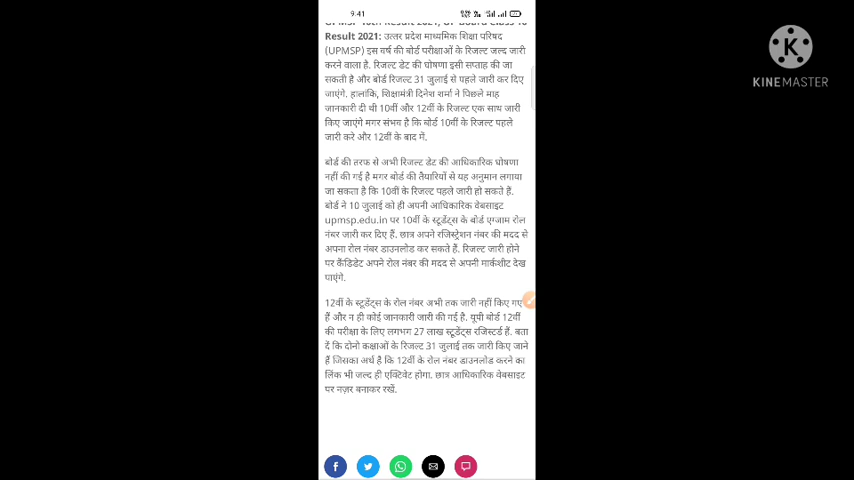 9:41
K
KINEMASTER
Result 2021: उत्तर प्रदेश माध्यमिक शिक्षा परिषद
(UPMSP) इस वर्ष की बोर्ड परीक्षाओं के रिजल्ट जल्द जारी
करने वाला है. रिजल्ट डेट की घोषणा इसी सप्ताह की जा
सकती है और बोर्ड रिजल्ट 31 जुलाई से पहले जारी कर दिए
जाएंगे. हालांकि, शिक्षामंत्री दिनेश शर्मा ने पिछले माह
जानकारी दी थी 10वीं और 12वीं के रिजल्ट एक साथ जारी
किए जाएंगे मगर संभव है कि बोर्ड 10वीं के रिजल्ट पहले
जारी करे और 12वीं के बाद में.
बोर्ड की तरफ से अभी रिजल्ट डेट की आधिकारिक घोषणा
नहीं की गई है मगर बोर्ड की तैयारियों से यह अनुमान लगाया
जा सकता है कि 10वीं के रिजल्ट पहले जारी हो सकते हैं.
बोर्ड ने 10 जुलाई को ही अपनी आधिकारिक वेबसाइट
upmsp.edu.in पर 10वीं के स्टूडेंट्स के बोर्ड एग्जाम रोल
नंबर जारी कर दिए हैं. छात्र अपने रजिस्ट्रेशन नंबर की मदद से
अपना रोल नंबर डाउनलोड कर सकते हैं. रिजल्ट जारी होने
पर कैंडिडेट अपने रोल नंबर की मदद से अपनी मार्कशीट देख
पाएंगे.
12वीं के स्टूडेंट्स के रोल नंबर अभी तक जारी नहीं किए गए
हैं और न ही कोई जानकारी जारी की गई है. यूपी बोर्ड 12वीं
की परीक्षा के लिए लगभग 27 लाख स्टूडेंट्स रजिस्टर्ड हैं. बता
दें कि दोनो कक्षाओं के रिजल्ट 31 जुलाई तक जारी किए जाने
हैं जिसका अर्थ है कि 12वीं के रोल नंबर डाउनलोड करने का
लिंक भी जल्द ही एक्टिवेट होगा. छात्र आधिकारिक वेबसाइट
पर नज़र बनाकर रखें.